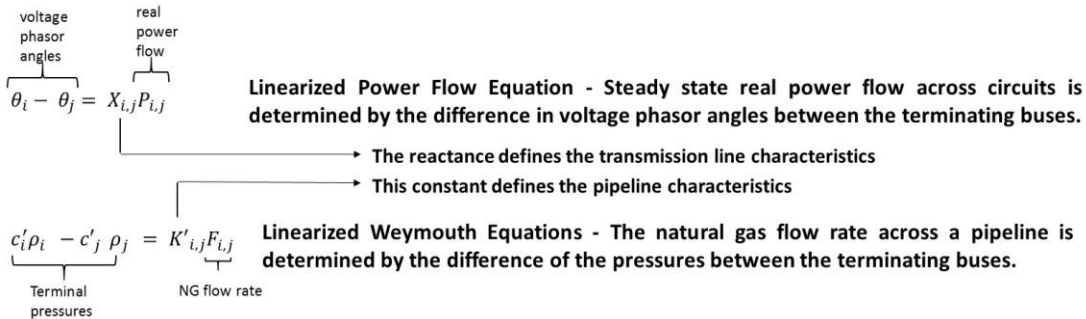 voltage
phasor
angles
real
power
flow
θᵢ − θⱼ = Xᵢ,ⱼPᵢ,ⱼ
Linearized Power Flow Equation - Steady state real power flow across circuits is
determined by the difference in voltage phasor angles between the terminating buses.
The reactance defines the transmission line characteristics
This constant defines the pipeline characteristics
c′ᵢρᵢ − c′ⱼ ρⱼ = K′ᵢ,ⱼFᵢ,ⱼ
Linearized Weymouth Equations - The natural gas flow rate across a pipeline is
determined by the difference of the pressures between the terminating buses.
Terminal
pressures
NG flow rate